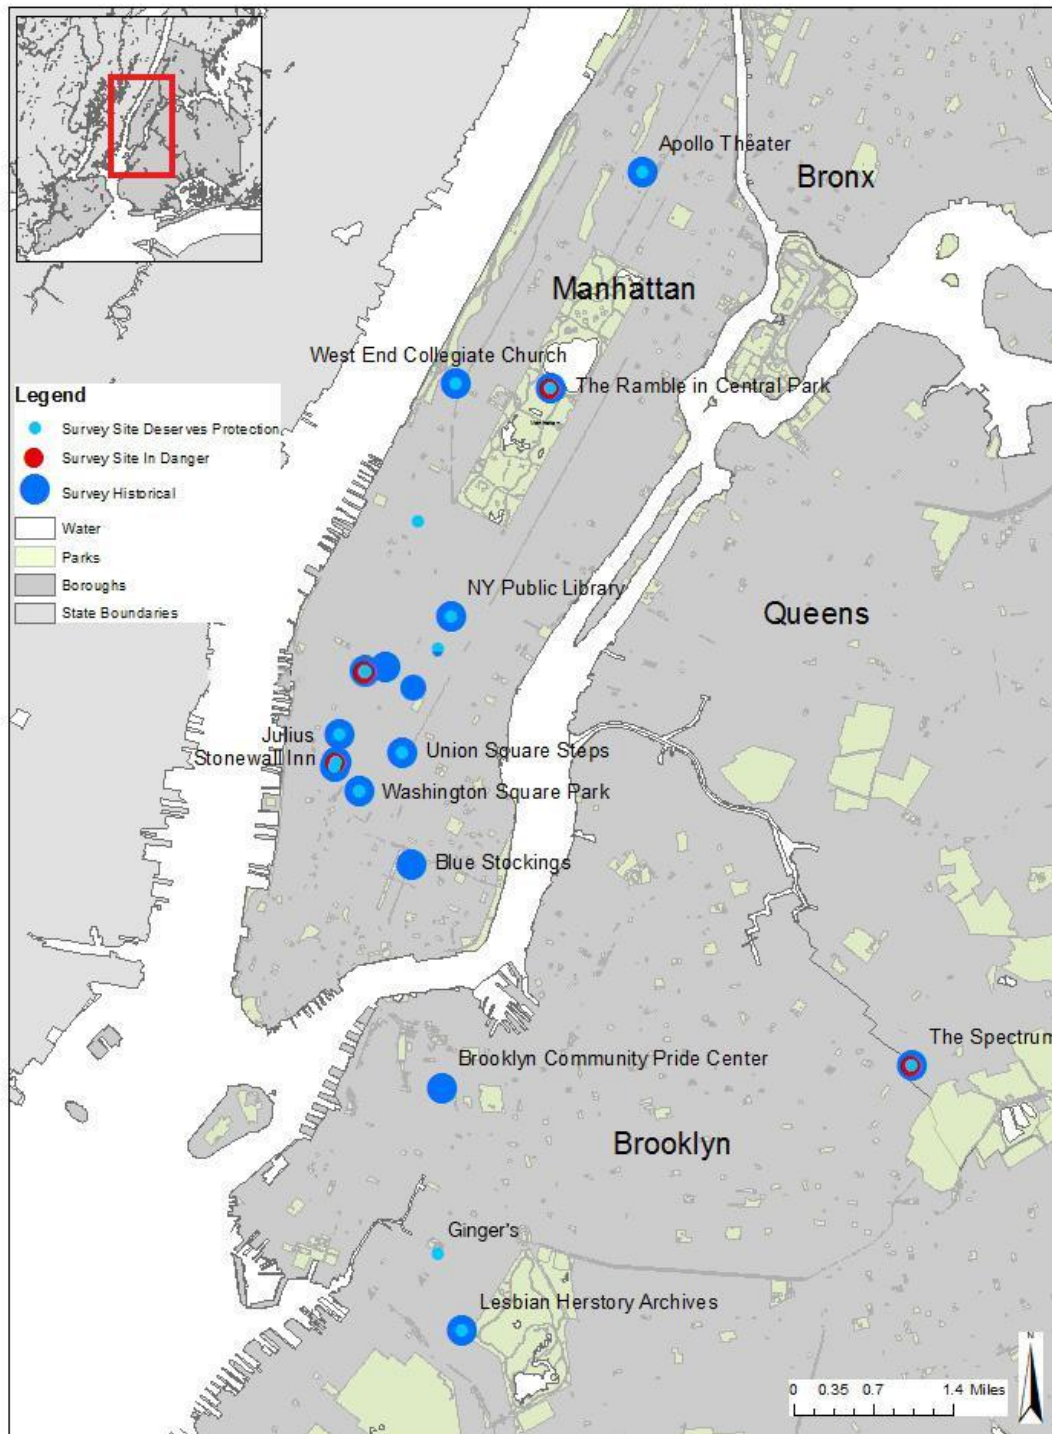 Apollo Theater
Bronx
Manhattan
West End Collegiate Church
The Ramble in Central Park
Legend
Survey Site Deserves Protection
Survey Site In Danger
Survey Historical
Water
Parks
Boroughs
State Boundaries
NY Public Library
Queens
Julius
Stonewall Inn
Union Square Steps
Washington Square Park
Blue Stockings
The Spectrum
Brooklyn Community Pride Center
Brooklyn
Ginger's
Lesbian Herstory Archives
N
0 0.35 0.7 1.4 Miles